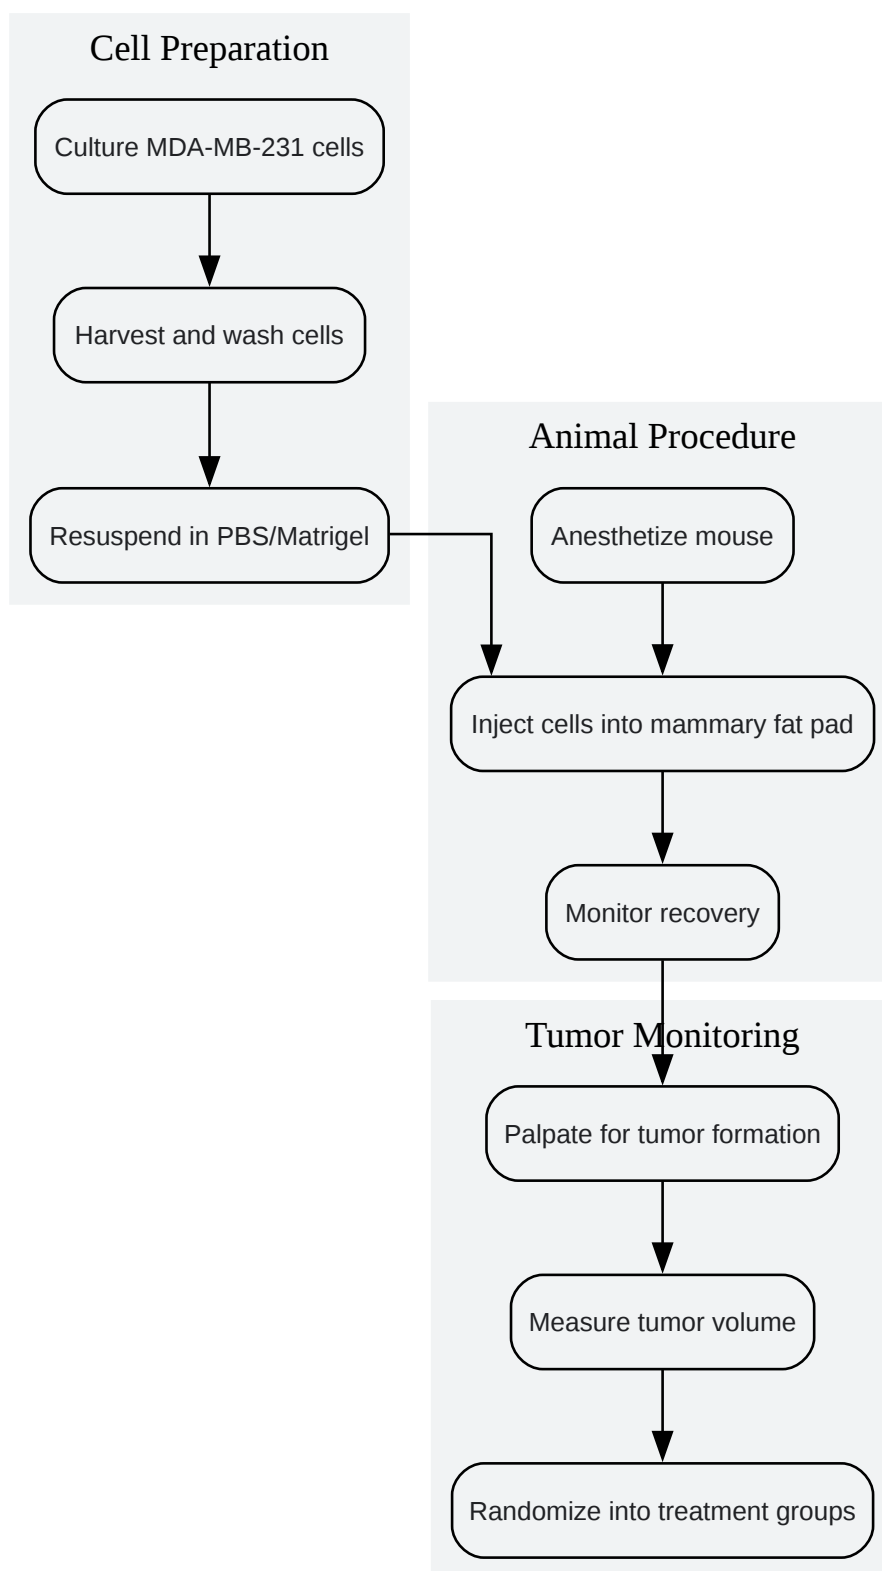 Cell Preparation
Culture MDA-MB-231 cells
Harvest and wash cells
Resuspend in PBS/Matrigel
Animal Procedure
Anesthetize mouse
Inject cells into mammary fat pad
Monitor recovery
Tumor Monitoring
Palpate for tumor formation
Measure tumor volume
Randomize into treatment groups